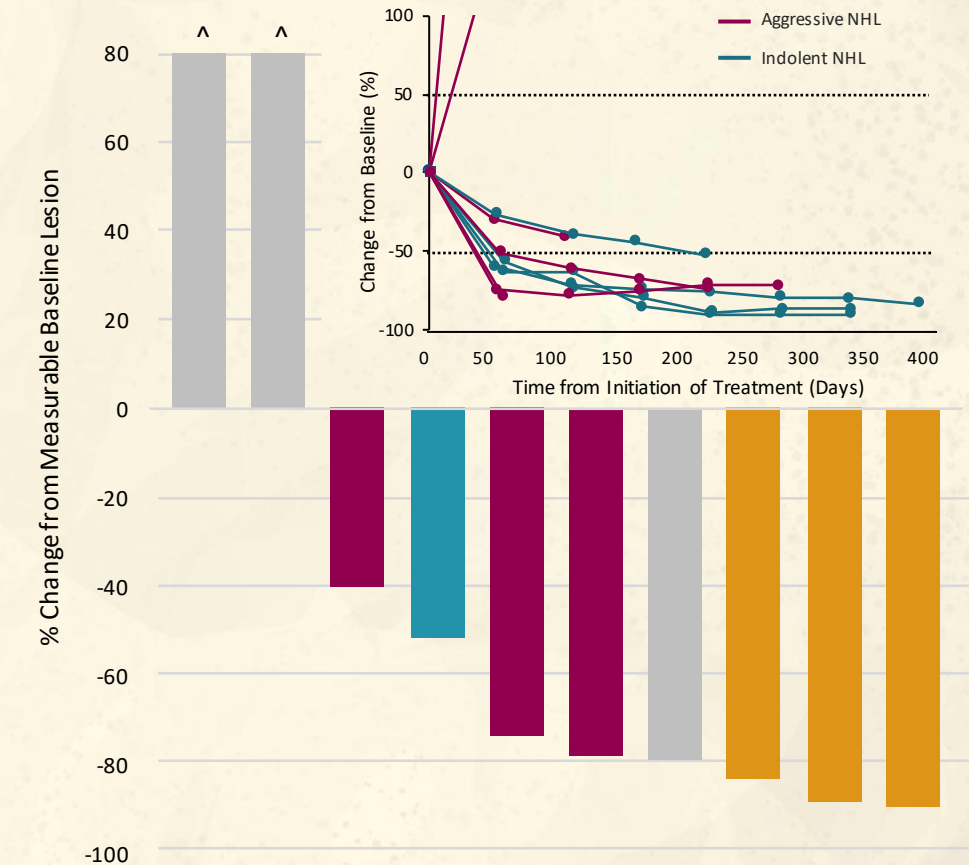 ^ ^
80
60
40
20
0
-20
-40
-60
-80
-100
% Change from Measurable Baseline Lesion
Aggressive NHL
Indolent NHL
100
50
0
-50
-100
Change from Baseline (%)
0 50 100 150 200 250 300 350 400
Time from Initiation of Treatment (Days)